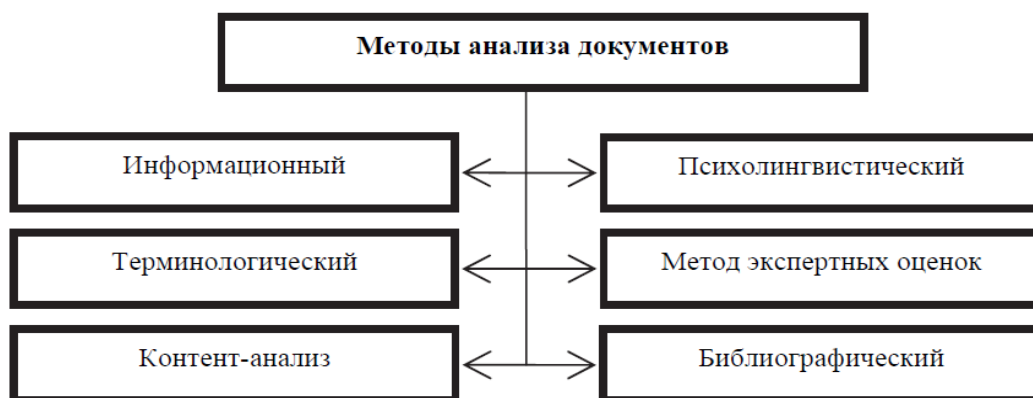 Методы анализа документов
Информационный
Психолингвистический
Терминологический
Метод экспертных оценок
Контент-анализ
Библиографический